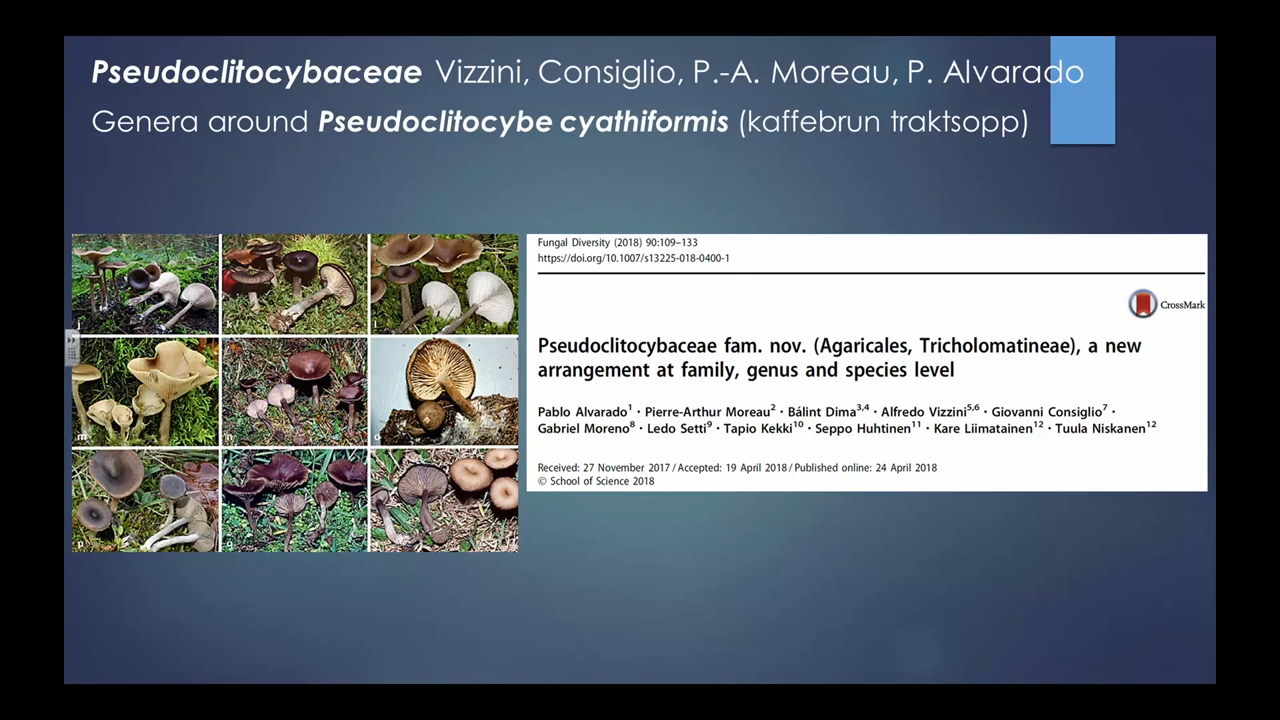 Pseudoclitocybaceae Vizzini, Consiglio, P.-A. Moreau, P. Alvarado
Genera around Pseudoclitocybe cyathiformis (kaffebrun traktsopp)
j
k
l
m
n
o
p
q
Fungal Diversity (2018) 90:109–133
https://doi.org/10.1007/s13225-018-0400-1
CrossMark
Pseudoclitocybaceae fam. nov. (Agaricales, Tricholomatineae), a new
arrangement at family, genus and species level
Pablo Alvarado1 · Pierre-Arthur Moreau2 · Bálint Dima3,4 · Alfredo Vizzini5,6 · Giovanni Consiglio7 ·
Gabriel Moreno8 · Ledo Setti9 · Tapio Kekki10 · Seppo Huhtinen11 · Kare Liimatainen12 · Tuula Niskanen12
Received: 27 November 2017 / Accepted: 19 April 2018 / Published online: 24 April 2018
© School of Science 2018